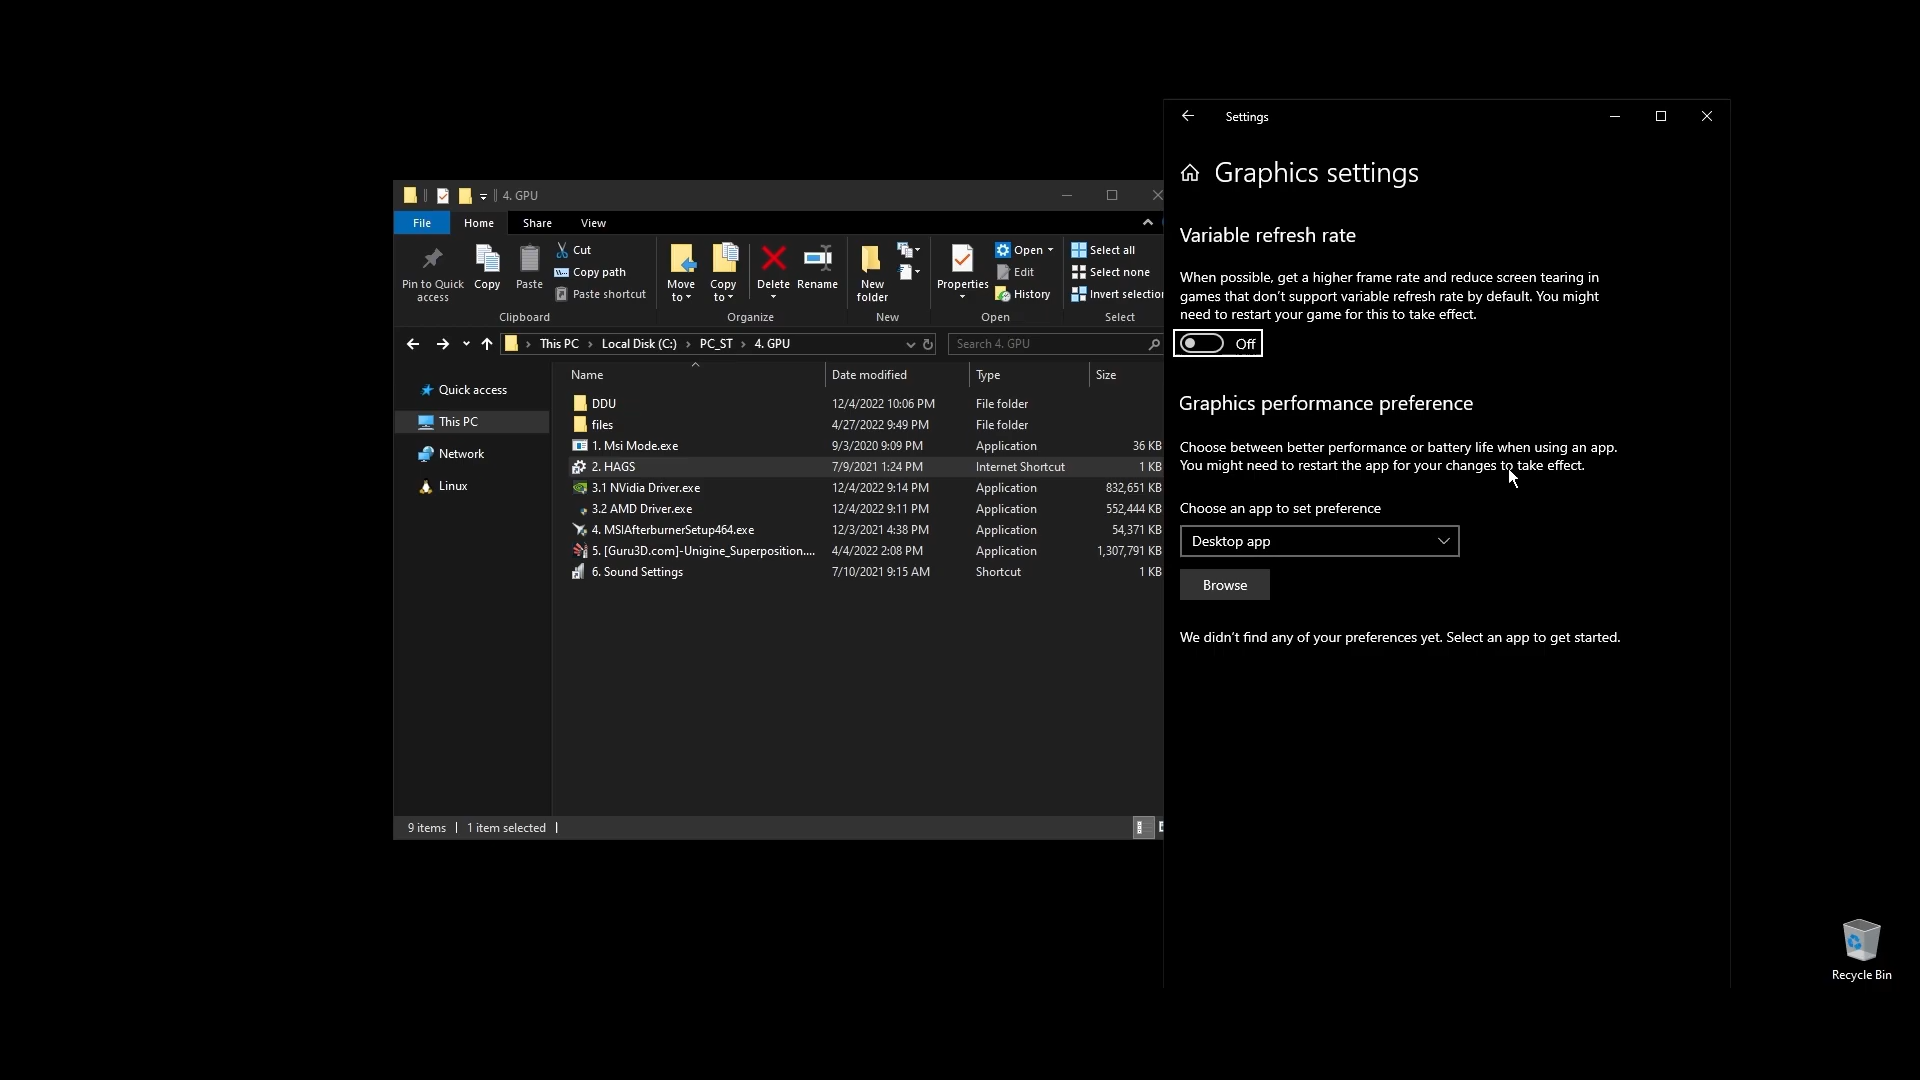 4. GPU
File
Home
Share
View
Pin to Quick
access
Copy
Paste
Cut
Copy path
Paste shortcut
Clipboard
Move
to
Copy
to
Delete
Rename
Organize
New
folder
New
Properties
Open
Edit
History
Open
Select all
Select none
Invert selection
Select
This PC
Local Disk (C:)
PC_ST
4. GPU
Search 4. GPU
Quick access
This PC
Network
Linux
Name Date modified Type Size
DDU 12/4/2022 10:06 PM File folder
files 4/27/2022 9:49 PM File folder
1. Msi Mode.exe 9/3/2020 9:09 PM Application 36 KB
2. HAGS 7/9/2021 1:24 PM Internet Shortcut 1 KB
3.1 NVidia Driver.exe 12/4/2022 9:14 PM Application 832,651 KB
3.2 AMD Driver.exe 12/4/2022 9:11 PM Application 552,444 KB
4. MSIAfterburnerSetup464.exe 12/3/2021 4:38 PM Application 54,371 KB
5. [Guru3D.com]-Unigine_Superposition.... 4/4/2022 2:08 PM Application 1,307,791 KB
6. Sound Settings 7/10/2021 9:15 AM Shortcut 1 KB
9 items
1 item selected
Settings
Graphics settings
Variable refresh rate
When possible, get a higher frame rate and reduce screen tearing in
games that don't support variable refresh rate by default. You might
need to restart your game for this to take effect.
Off
Graphics performance preference
Choose between better performance or battery life when using an app.
You might need to restart the app for your changes to take effect.
Choose an app to set preference
Desktop app
Browse
We didn't find any of your preferences yet. Select an app to get started.
Recycle Bin